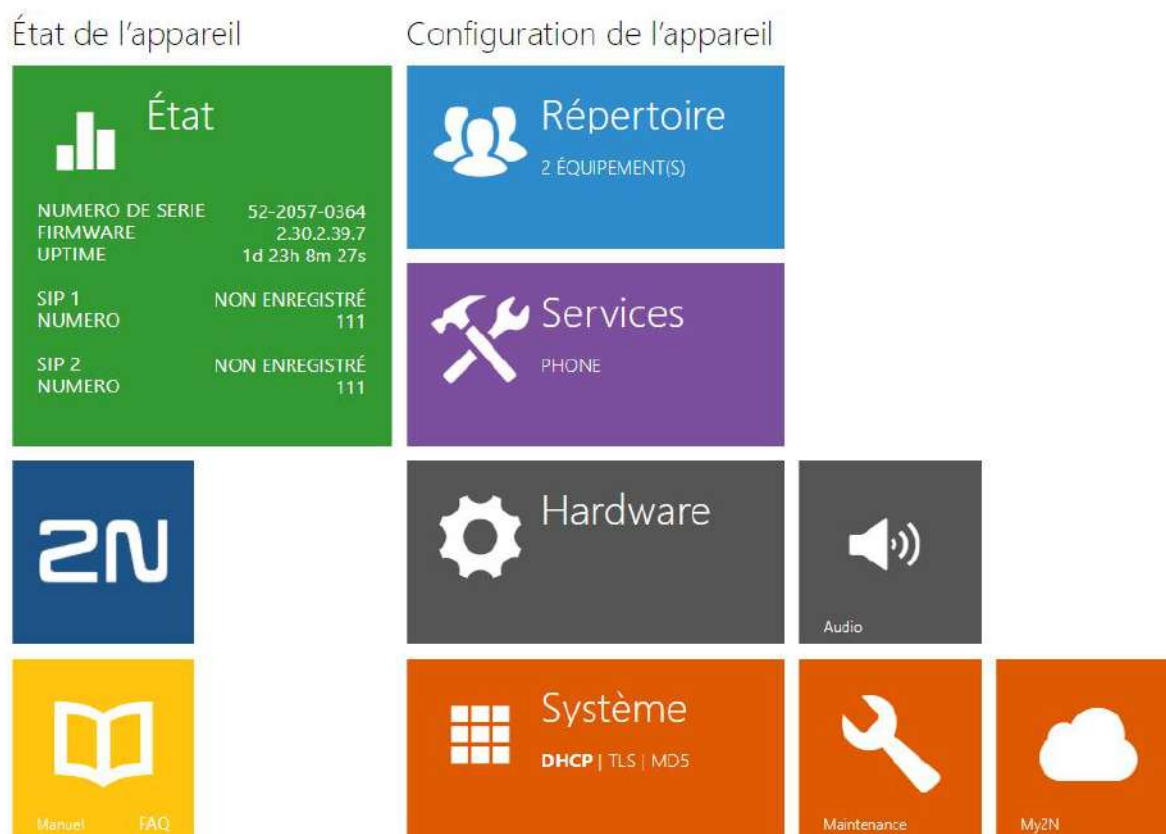 État de l'appareil
Configuration de l'appareil
État
NUMERO DE SERIE 52-2057-0364
FIRMWARE 2.30.2.39.7
UPTIME 1d 23h 8m 27s
SIP 1 NON ENREGISTRÉ
NUMERO 111
SIP 2 NON ENREGISTRÉ
NUMERO 111
Répertoire
2 ÉQUIPEMENT(S)
Services
PHONE
2N
Hardware
Audio
Manuel FAQ
Système
DHCP | TLS | MD5
Maintenance
My2N